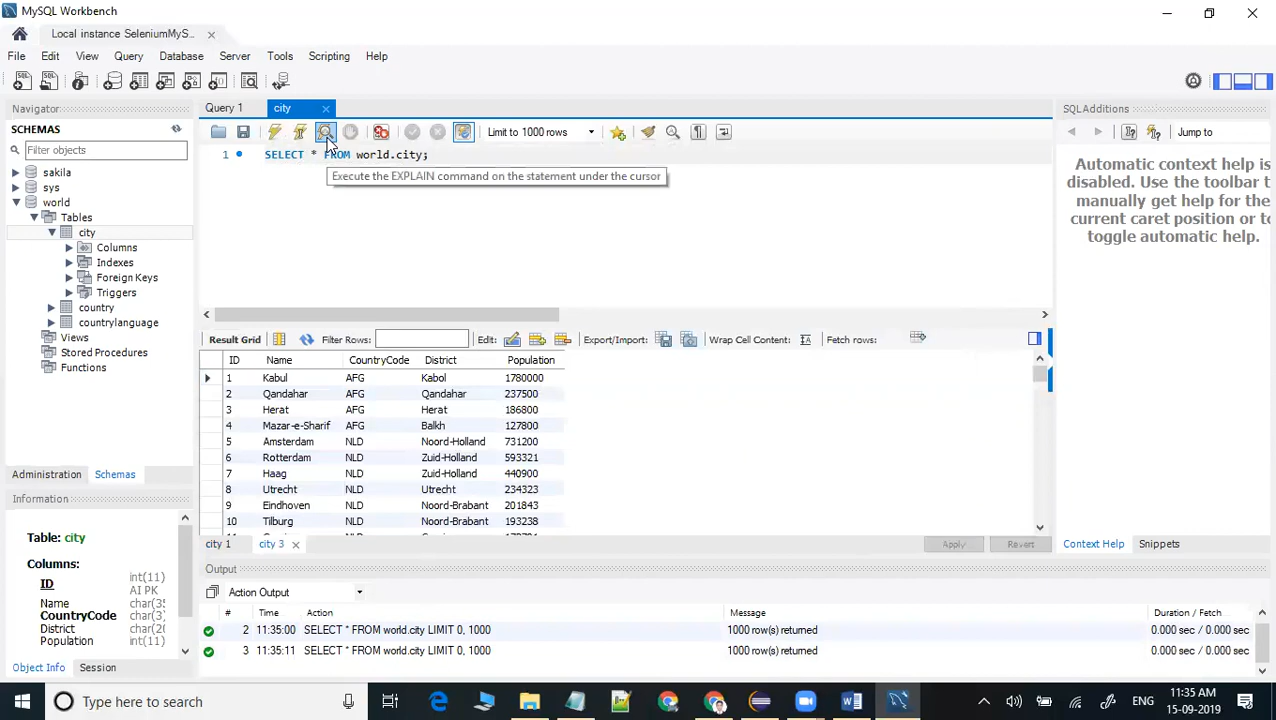 MySQL Workbench
Local instance SeleniumMyS...
File Edit View Query Database Server Tools Scripting Help
Navigator
SCHEMAS
Filter objects
sakila
sys
world
Tables
city
Columns
Indexes
Foreign Keys
Triggers
country
countrylanguage
Views
Stored Procedures
Functions
Administration Schemas
Information
Table: city
Columns:
ID int(11) AI PK
Name char(35
CountryCode char(3)
District char(20
Population int(11)
Object Info Session
Query 1 city
Limit to 1000 rows
1 SELECT * FROM world.city;
Execute the EXPLAIN command on the statement under the cursor
Result Grid Filter Rows: Edit: Export/Import: Wrap Cell Content: Fetch rows:
ID Name CountryCode District Population
1 Kabul AFG Kabol 1780000
2 Qandahar AFG Qandahar 237500
3 Herat AFG Herat 186800
4 Mazar-e-Sharif AFG Balkh 127800
5 Amsterdam NLD Noord-Holland 731200
6 Rotterdam NLD Zuid-Holland 593321
7 Haag NLD Zuid-Holland 440900
8 Utrecht NLD Utrecht 234323
9 Eindhoven NLD Noord-Brabant 201843
10 Tilburg NLD Noord-Brabant 193238
city 1 city 3 Apply Revert
SQLAdditions
Jump to
Automatic context help is
disabled. Use the toolbar t
manually get help for the
current caret position or to
toggle automatic help.
Context Help Snippets
Output
Action Output
# Time Action Message Duration / Fetch
2 11:35:00 SELECT * FROM world.city LIMIT 0, 1000 1000 row(s) returned 0.000 sec / 0.000 sec
3 11:35:11 SELECT * FROM world.city LIMIT 0, 1000 1000 row(s) returned 0.000 sec / 0.000 sec
Type here to search
ENG
11:35 AM
15-09-2019